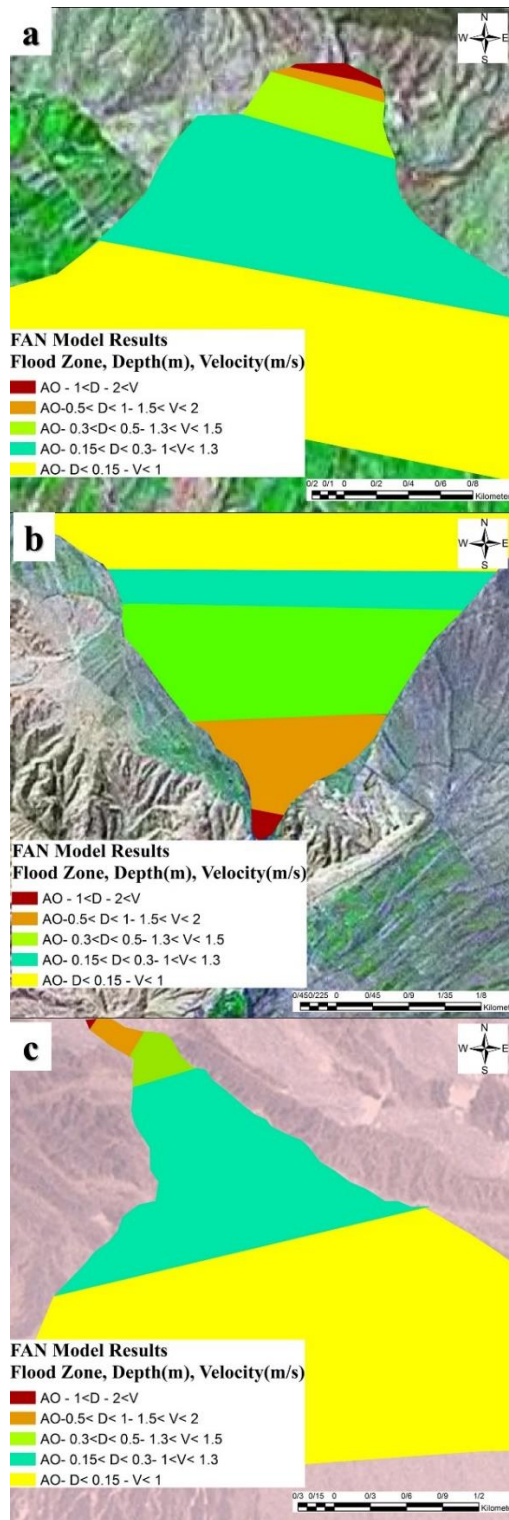 a
N
W E
S
FAN Model Results
Flood Zone, Depth(m), Velocity(m/s)
AO - 1<D - 2<V
AO-0.5< D< 1- 1.5< V< 2
AO- 0.3<D< 0.5- 1.3< V< 1.5
AO- 0.15< D< 0.3- 1<V< 1.3
AO- D< 0.15 - V< 1
0/2 0/1 0 0/2 0/4 0/6 0/8
Kilometer
b
N
W E
S
FAN Model Results
Flood Zone, Depth(m), Velocity(m/s)
AO - 1<D - 2<V
AO-0.5< D< 1- 1.5< V< 2
AO- 0.3<D< 0.5- 1.3< V< 1.5
AO- 0.15< D< 0.3- 1<V< 1.3
AO- D< 0.15 - V< 1
0/450/225 0 0/45 0/9 1/35 1/8
Kilometer
c
N
W E
S
FAN Model Results
Flood Zone, Depth(m), Velocity(m/s)
AO - 1<D - 2<V
AO-0.5< D< 1- 1.5< V< 2
AO- 0.3<D< 0.5- 1.3< V< 1.5
AO- 0.15< D< 0.3- 1<V< 1.3
AO- D< 0.15 - V< 1
0/3 0/15 0 0/3 0/6 0/9 1/2
Kilometer